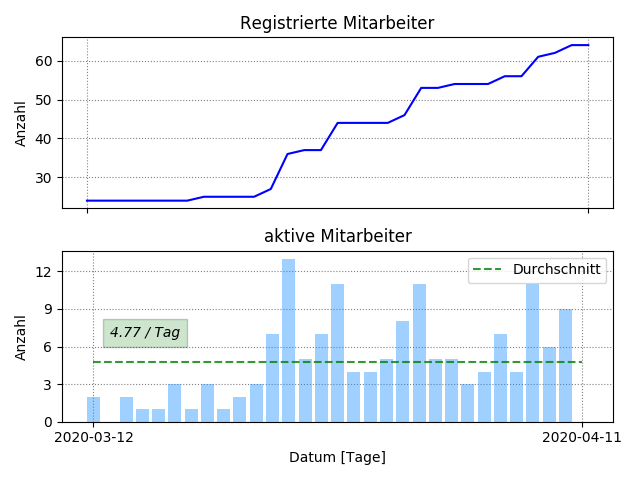 Registrierte Mitarbeiter
60
50
40
30
Anzahl
aktive Mitarbeiter
12
9
6
3
0
Anzahl
Durchschnitt
4.77 / Tag
2020-03-12 2020-04-11
Datum [Tage]